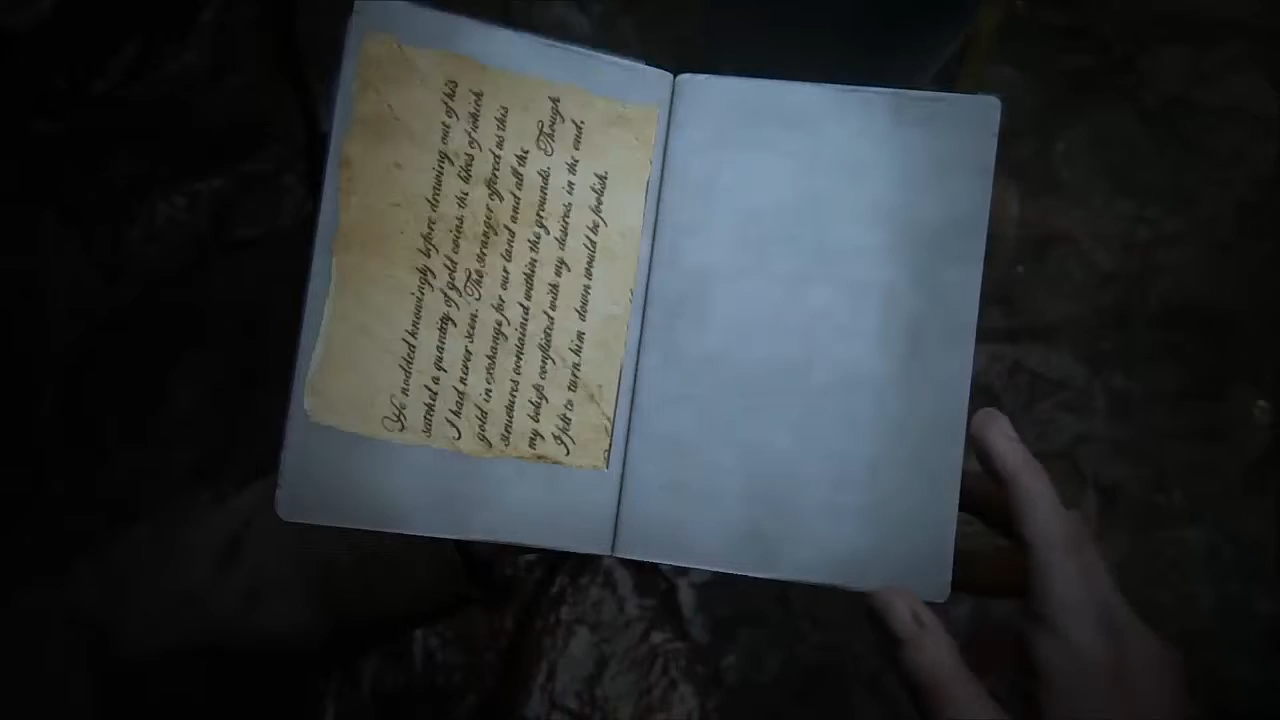 He nodded knowingly before drawing out of his
satchel a quantity of gold coins, the likes of which
I had never seen. The stranger offered us this
gold in exchange for our land and all the
structures contained within the grounds. Though
my beliefs conflicted with my desires, in the end,
I felt to turn him down would be foolish.